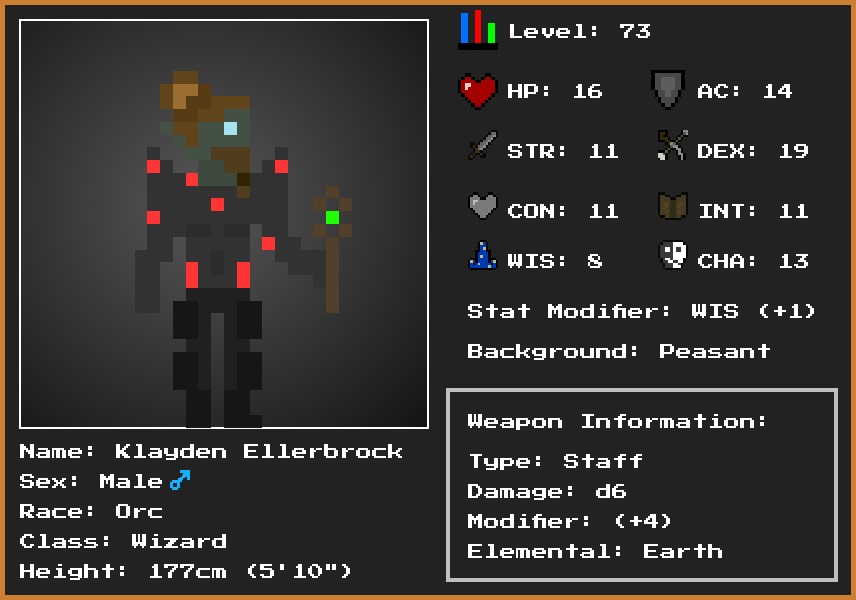 Level: 73
HP: 16 AC: 14
STR: 11 DEX: 19
CON: 11 INT: 11
WIS: 8 CHA: 13
Stat Modifier: WIS (+1)
Background: Peasant
Weapon Information:
Type: Staff
Damage: d6
Modifier: (+4)
Elemental: Earth
Name: Klayden Ellerbrock
Sex: Male♂
Race: Orc
Class: Wizard
Height: 177cm (5'10")